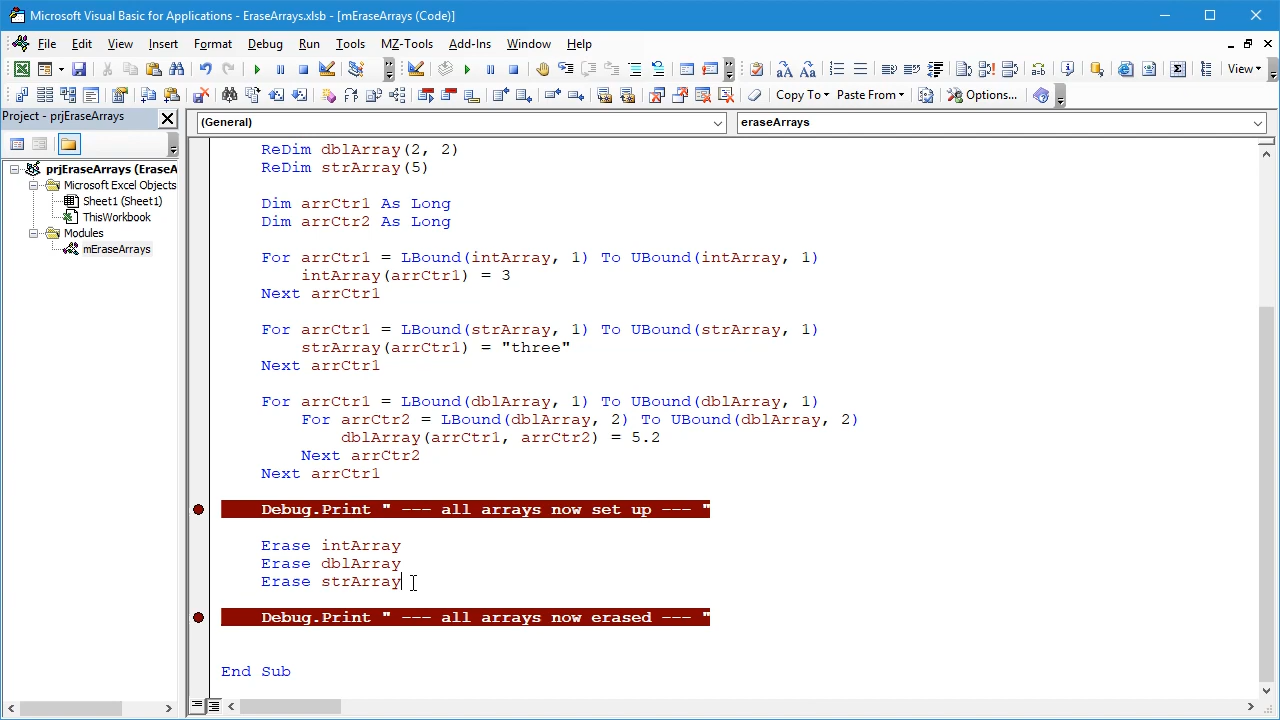 Microsoft Visual Basic for Applications - EraseArrays.xlsb - [mEraseArrays (Code)]
File Edit View Insert Format Debug Run Tools MZ-Tools Add-Ins Window Help
View
Copy To Paste From Options...
Project - prjEraseArrays
(General) eraseArrays
prjEraseArrays (EraseA
Microsoft Excel Objects
Sheet1 (Sheet1)
ThisWorkbook
Modules
mEraseArrays
ReDim dblArray(2, 2)
ReDim strArray(5)
Dim arrCtr1 As Long
Dim arrCtr2 As Long
For arrCtr1 = LBound(intArray, 1) To UBound(intArray, 1)
intArray(arrCtr1) = 3
Next arrCtr1
For arrCtr1 = LBound(strArray, 1) To UBound(strArray, 1)
strArray(arrCtr1) = "three"
Next arrCtr1
For arrCtr1 = LBound(dblArray, 1) To UBound(dblArray, 1)
For arrCtr2 = LBound(dblArray, 2) To UBound(dblArray, 2)
dblArray(arrCtr1, arrCtr2) = 5.2
Next arrCtr2
Next arrCtr1
Debug.Print " --- all arrays now set up --- "
Erase intArray
Erase dblArray
Erase strArray
Debug.Print " --- all arrays now erased --- "
End Sub